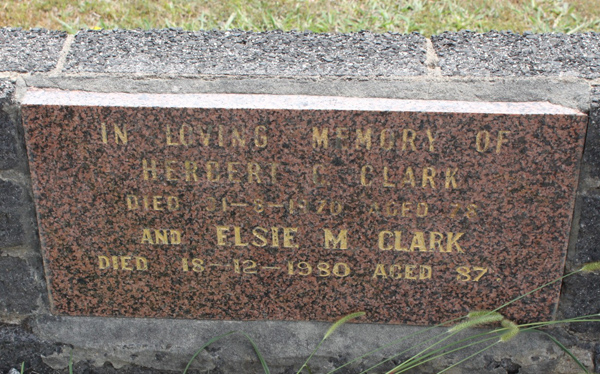 IN LOVING MEMORY OF
HERBERT C. CLARK
DIED AGED
AND ELSIE M CLARK
DIED 18-12-1980 AGED 87